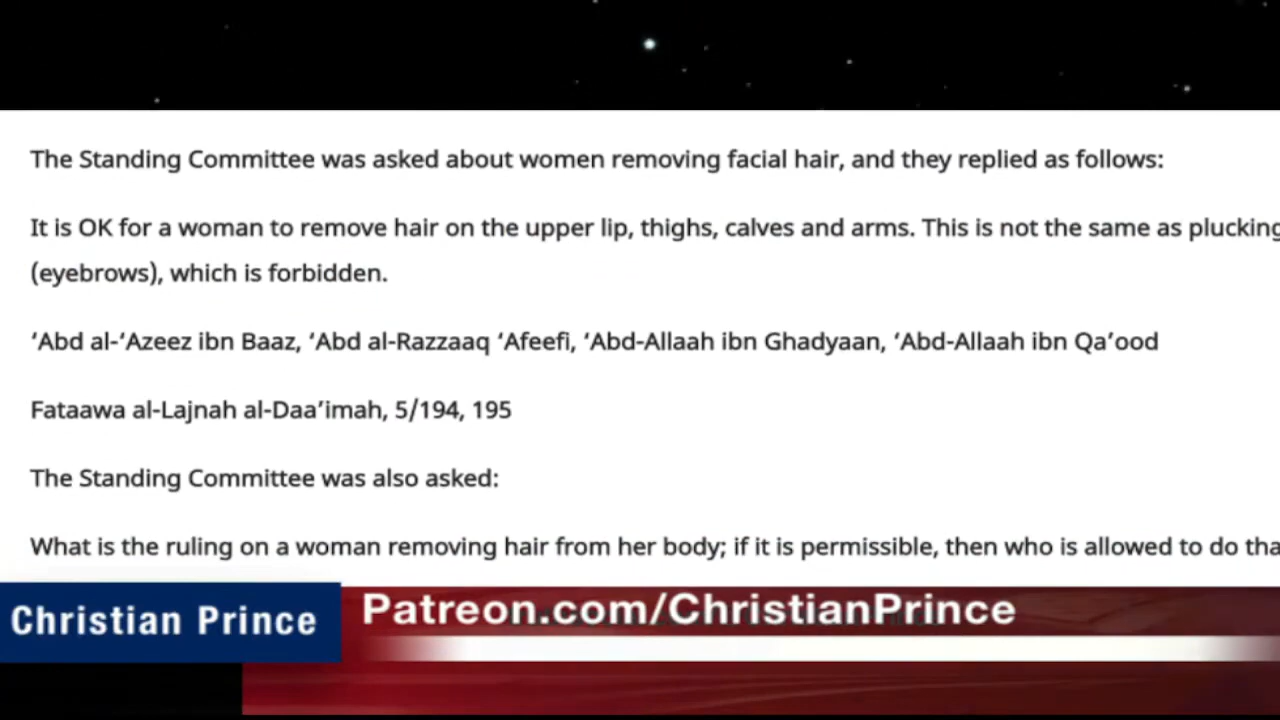 The Standing Committee was asked about women removing facial hair, and they replied as follows:
It is OK for a woman to remove hair on the upper lip, thighs, calves and arms. This is not the same as plucking
(eyebrows), which is forbidden.
‘Abd al-‘Azeez ibn Baaz, ‘Abd al-Razzaaq ‘Afeefi, ‘Abd-Allaah ibn Ghadyaan, ‘Abd-Allaah ibn Qa’ood
Fataawa al-Lajnah al-Daa’imah, 5/194, 195
The Standing Committee was also asked:
What is the ruling on a woman removing hair from her body; if it is permissible, then who is allowed to do
Christian Prince
Patreon.com/ChristianPrince